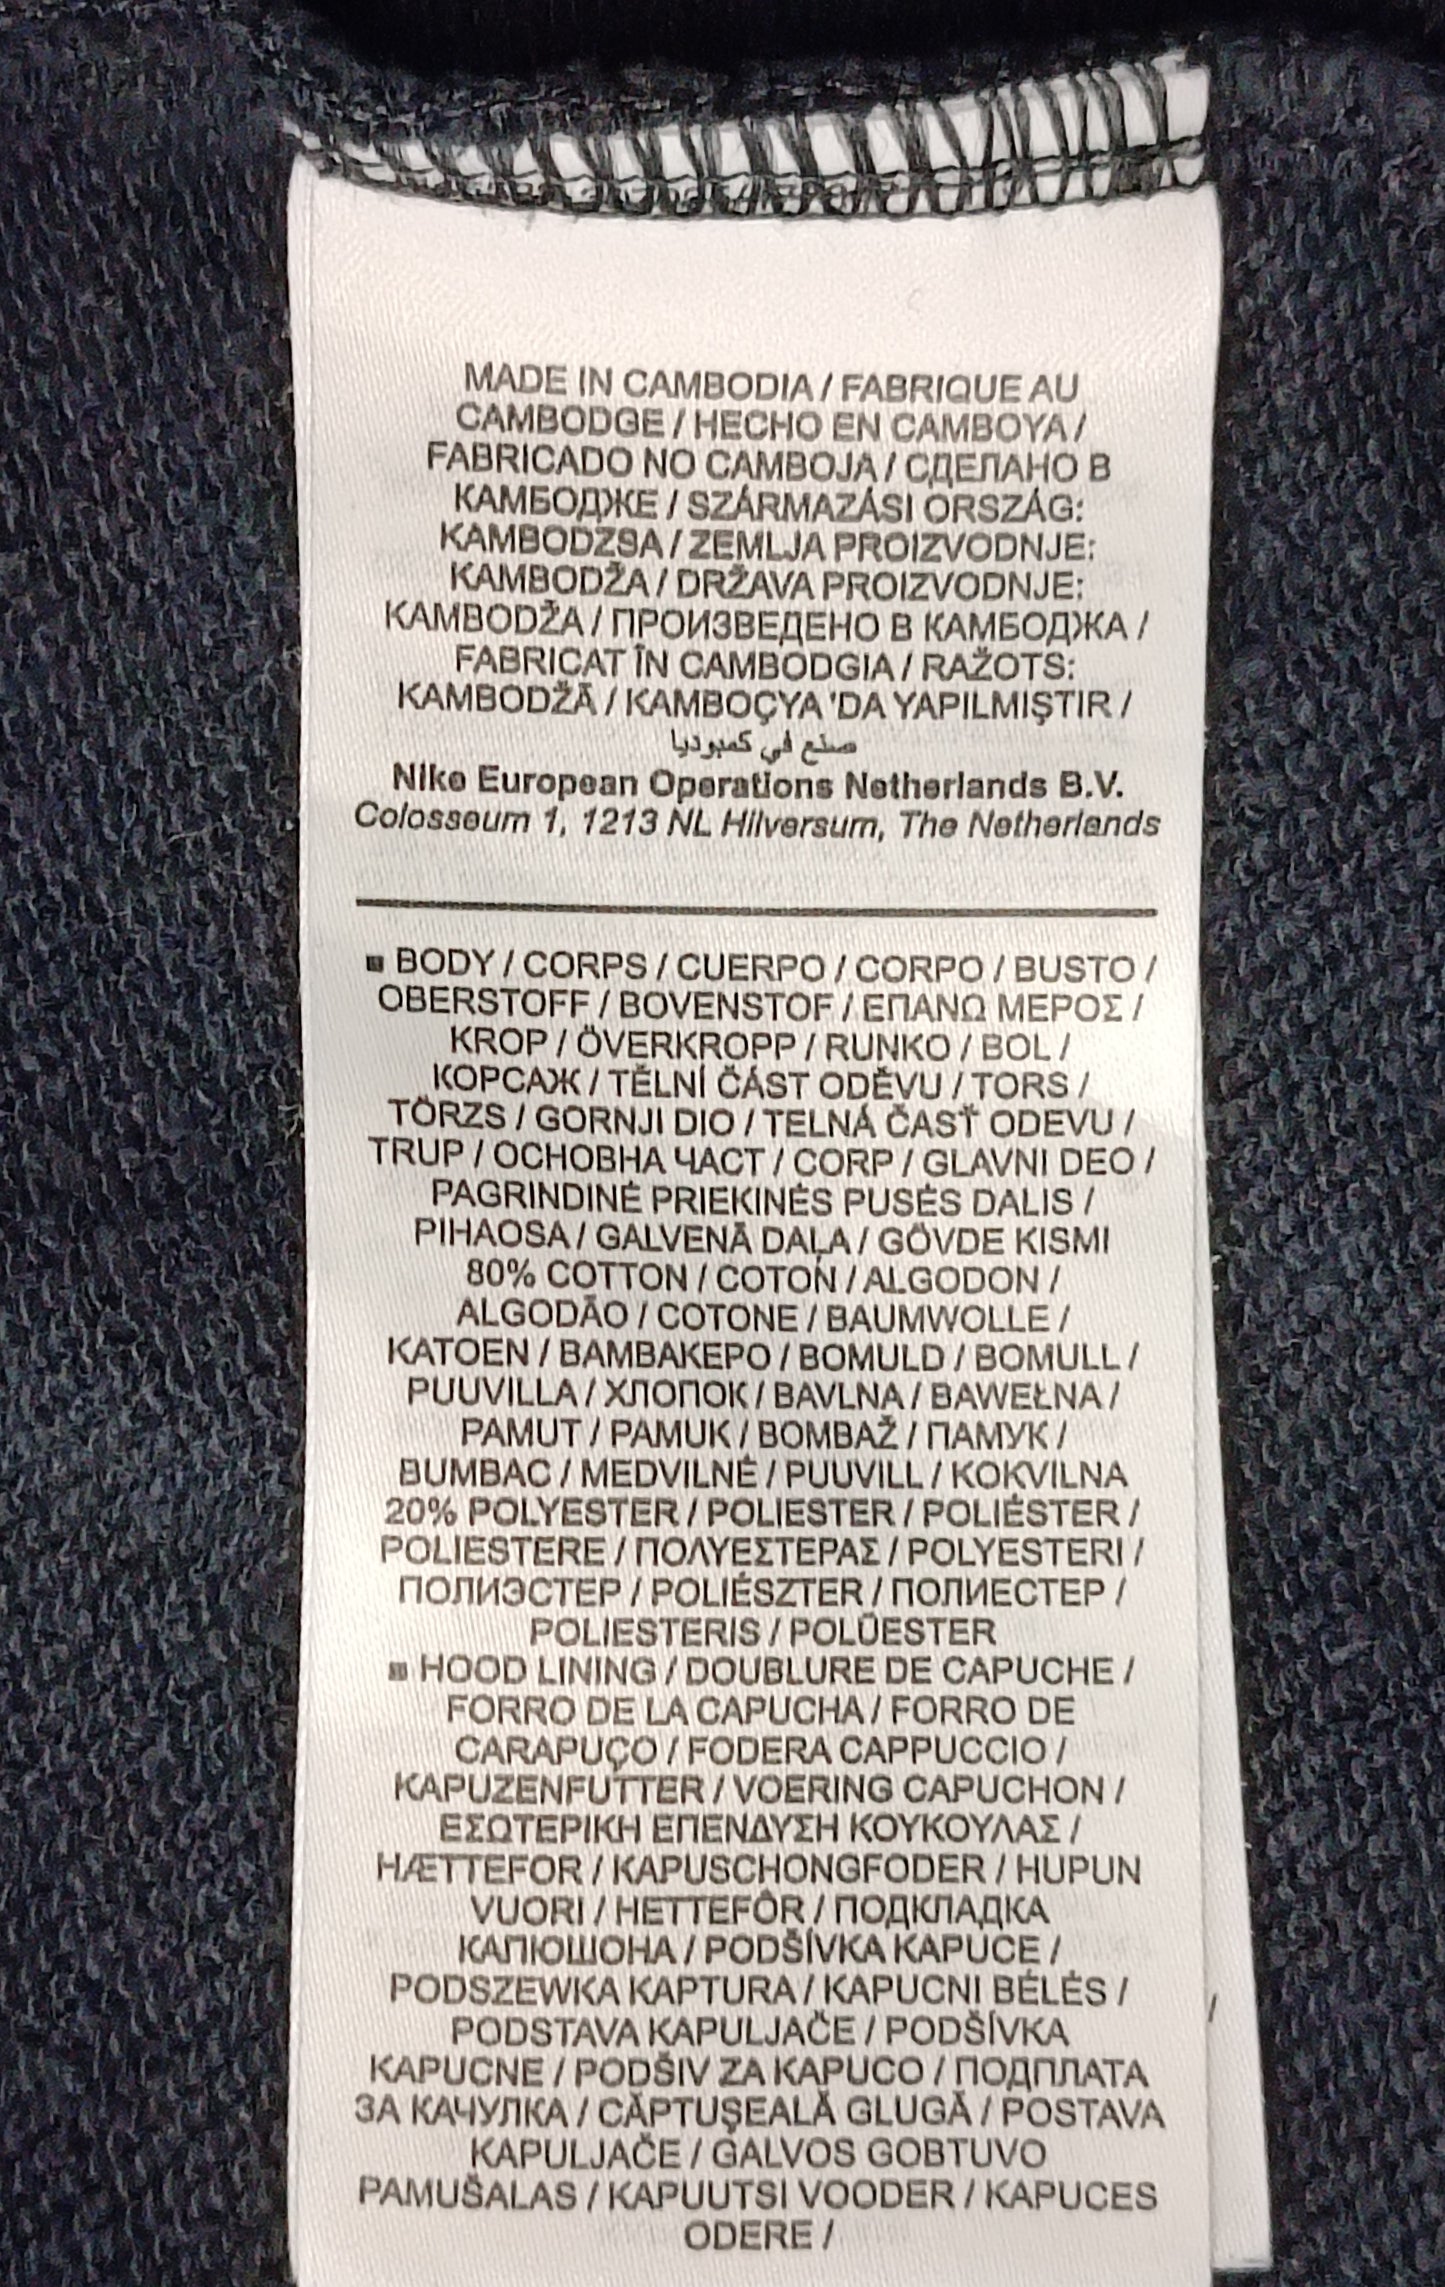 MADE IN CAMBODIA / FABRIQUE AU
CAMBODGE / HECHO EN CAMBOYA /
FABRICADO NO CAMBOJA / СДЕЛАНО В
КАМБОДЖЕ / SZÁRMAZÁSI ORSZÁG:
KAMBODZSA / ZEMLJA PROIZVODNJE:
KAMBODŽA / DRŽAVA PROIZVODNJE:
KAMBODŽA / ПРОИЗВЕДЕНО В КАМБОДЖА /
FABRICAT ÎN CAMBODGIA / RAŽOTS:
KAMBODŽĀ / KAMBOÇYA 'DA YAPILMIŞTIR /
صنع في كمبوديا
Nike European Operations Netherlands B.V.
Colosseum 1, 1213 NL Hilversum, The Netherlands
▪ BODY / CORPS / CUERPO / CORPO / BUSTO /
OBERSTOFF / BOVENSTOF / ΕΠΑΝΩ ΜΕΡΟΣ /
KROP / ÖVERKROPP / RUNKO / BOL /
КОРСАЖ / TĚLNÍ ČÁST ODĚVU / TORS /
TÖRZS / GORNJI DIO / TELNÁ ČASŤ ODEVU /
TRUP / ОСНОВНА ЧАСТ / CORP / GLAVNI DEO /
PAGRINDINĖ PRIEKINĖS PUSĖS DALIS /
PIHAOSA / GALVENĀ DAĻA / GÖVDE KISMI
80% COTTON / COTON / ALGODON /
ALGODÃO / COTONE / BAUMWOLLE /
KATOEN / ΒΑΜΒΑΚΕΡΟ / BOMULD / BOMULL /
PUUVILLA / ХЛОПОК / BAVLNA / BAWEŁNA /
PAMUT / PAMUK / BOMBAŽ / ПАМУК /
BUMBAC / MEDVILNĖ / PUUVILL / KOKVILNA
20% POLYESTER / POLIESTER / POLIÉSTER /
POLIESTERE / ΠΟΛΥΕΣΤΕΡΑΣ / POLYESTERI /
ПОЛИЭСТЕР / POLIÉSZTER / ПОЛИЕСТЕР /
POLIESTERIS / POLÜESTER
▪ HOOD LINING / DOUBLURE DE CAPUCHE /
FORRO DE LA CAPUCHA / FORRO DE
CARAPUÇO / FODERA CAPPUCCIO /
KAPUZENFUTTER / VOERING CAPUCHON /
ΕΣΩΤΕΡΙΚΗ ΕΠΕΝΔΥΣΗ ΚΟΥΚΟΥΛΑΣ /
HÆTTEFOR / KAPUSCHONGFODER / HUPUN
VUORI / HETTEFÔR / ПОДКЛАДКА
КАПЮШОНА / PODŠÍVKA KAPUCE /
PODSZEWKA KAPTURA / KAPUCNI BÉLÉS /
PODSTAVA KAPULJAČE / PODŠÍVKA
KAPUCNE / PODŠIV ZA KAPUCO / ПОДПЛАТА
ЗА КАЧУЛКА / CĂPTUŞEALĂ GLUGĂ / POSTAVA
KAPULJAČE / GALVOS GOBTUVO
PAMUŠALAS / KAPUUTSI VOODER / KAPUCES
ODERE /